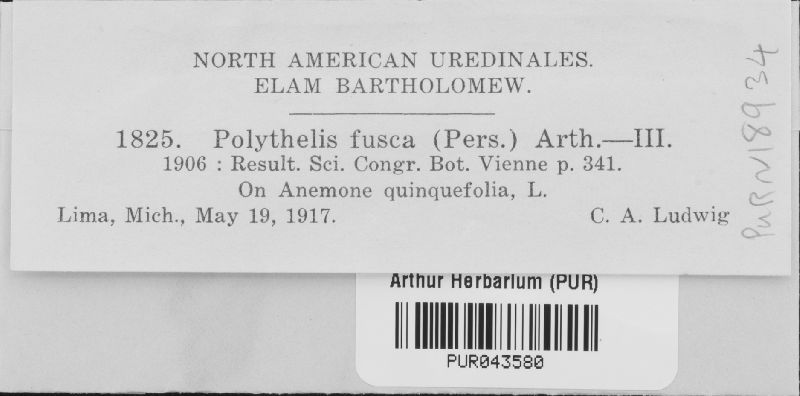 NORTH AMERICAN UREDINALES.
ELAM BARTHOLOMEW.
1825. Polythelis fusca (Pers.) Arth.—III.
1906 : Result. Sci. Congr. Bot. Vienne p. 341.
On Anemone quinquefolia, L.
Lima, Mich., May 19, 1917. C. A. Ludwig
PURN18934
Arthur Herbarium (PUR)
PUR043580